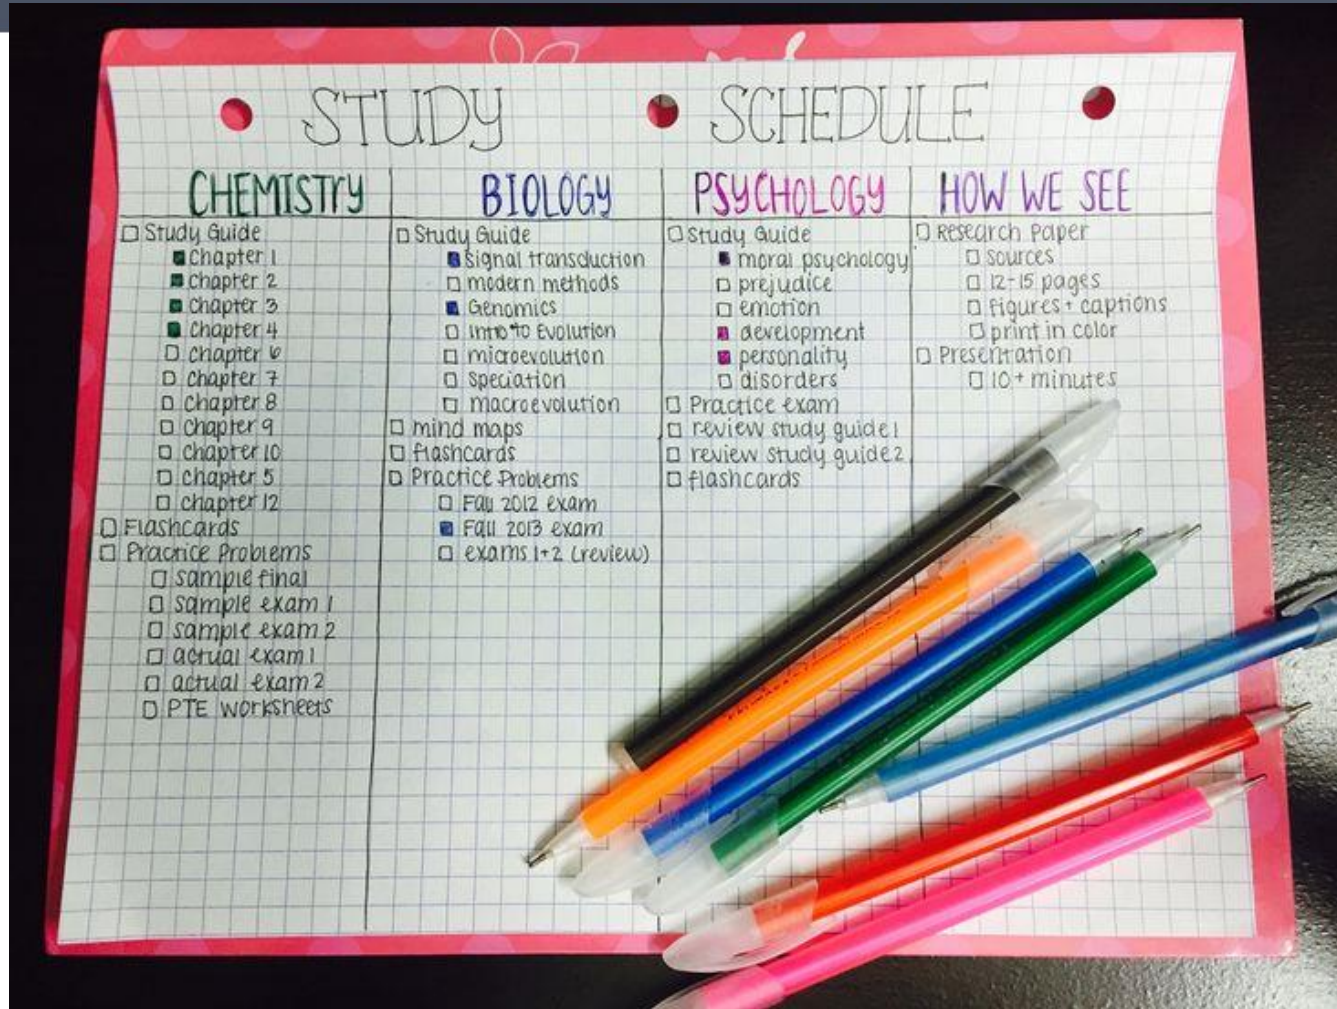 STUDY SCHEDULE
CHEMISTRY
Study Guide
Chapter 1
Chapter 2
Chapter 3
Chapter 4
Chapter 6
Chapter 7
Chapter 8
Chapter 9
Chapter 10
Chapter 5
Chapter 12
Flashcards
Practice Problems
sample final
sample exam 1
sample exam 2
actual exam 1
actual exam 2
PTE worksheets
BIOLOGY
Study Guide
signal transduction
modern methods
Genomics
Intro to Evolution
microevolution
speciation
macroevolution
mind maps
flashcards
Practice Problems
Fall 2012 exam
Fall 2013 exam
exams 1+2 (review)
PSYCHOLOGY
Study Guide
moral psychology
prejudice
emotion
development
personality
disorders
Practice exam
review study guide 1
review study guide 2
flashcards
HOW WE SEE
Research Paper
sources
12-15 pages
figures + captions
print in color
Presentation
10+ minutes